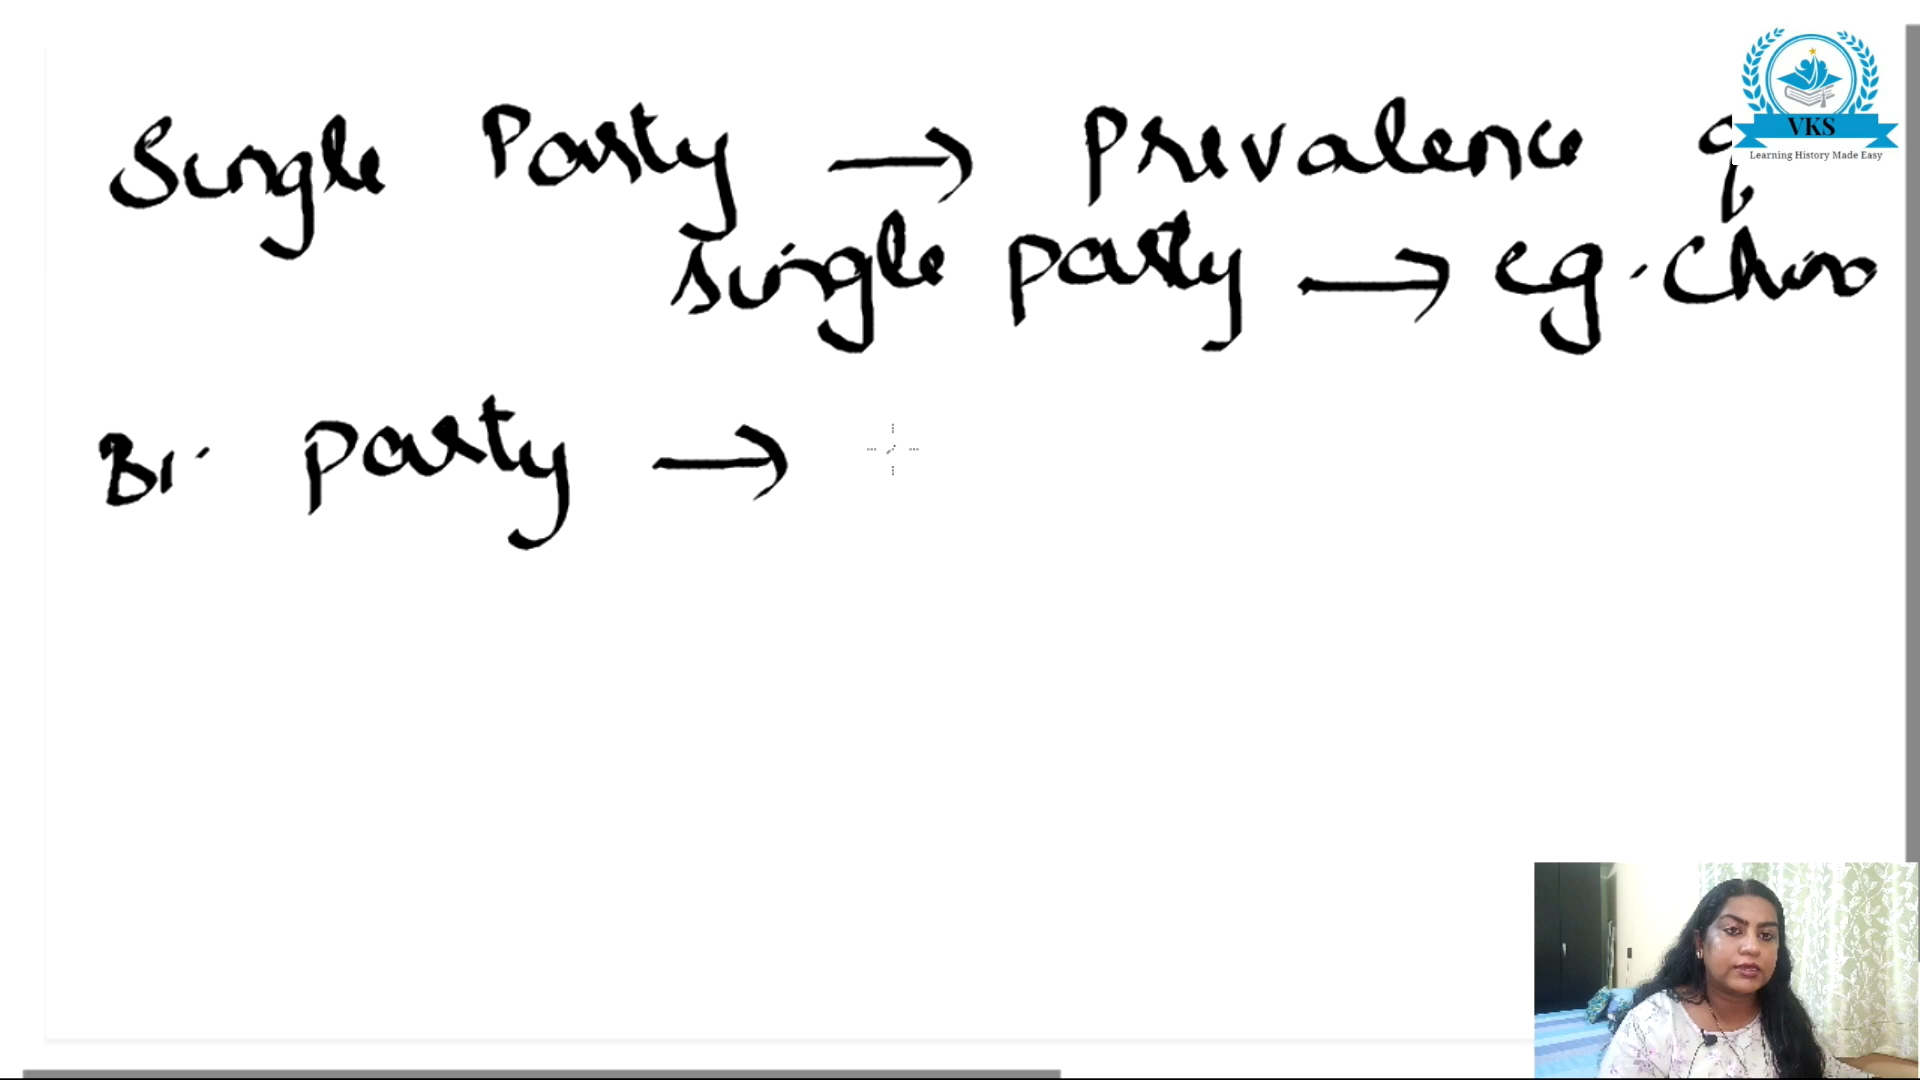 Single Party → Prevalence of
single party → eg. China
Bi party →
VKS
Learning History Made Easy